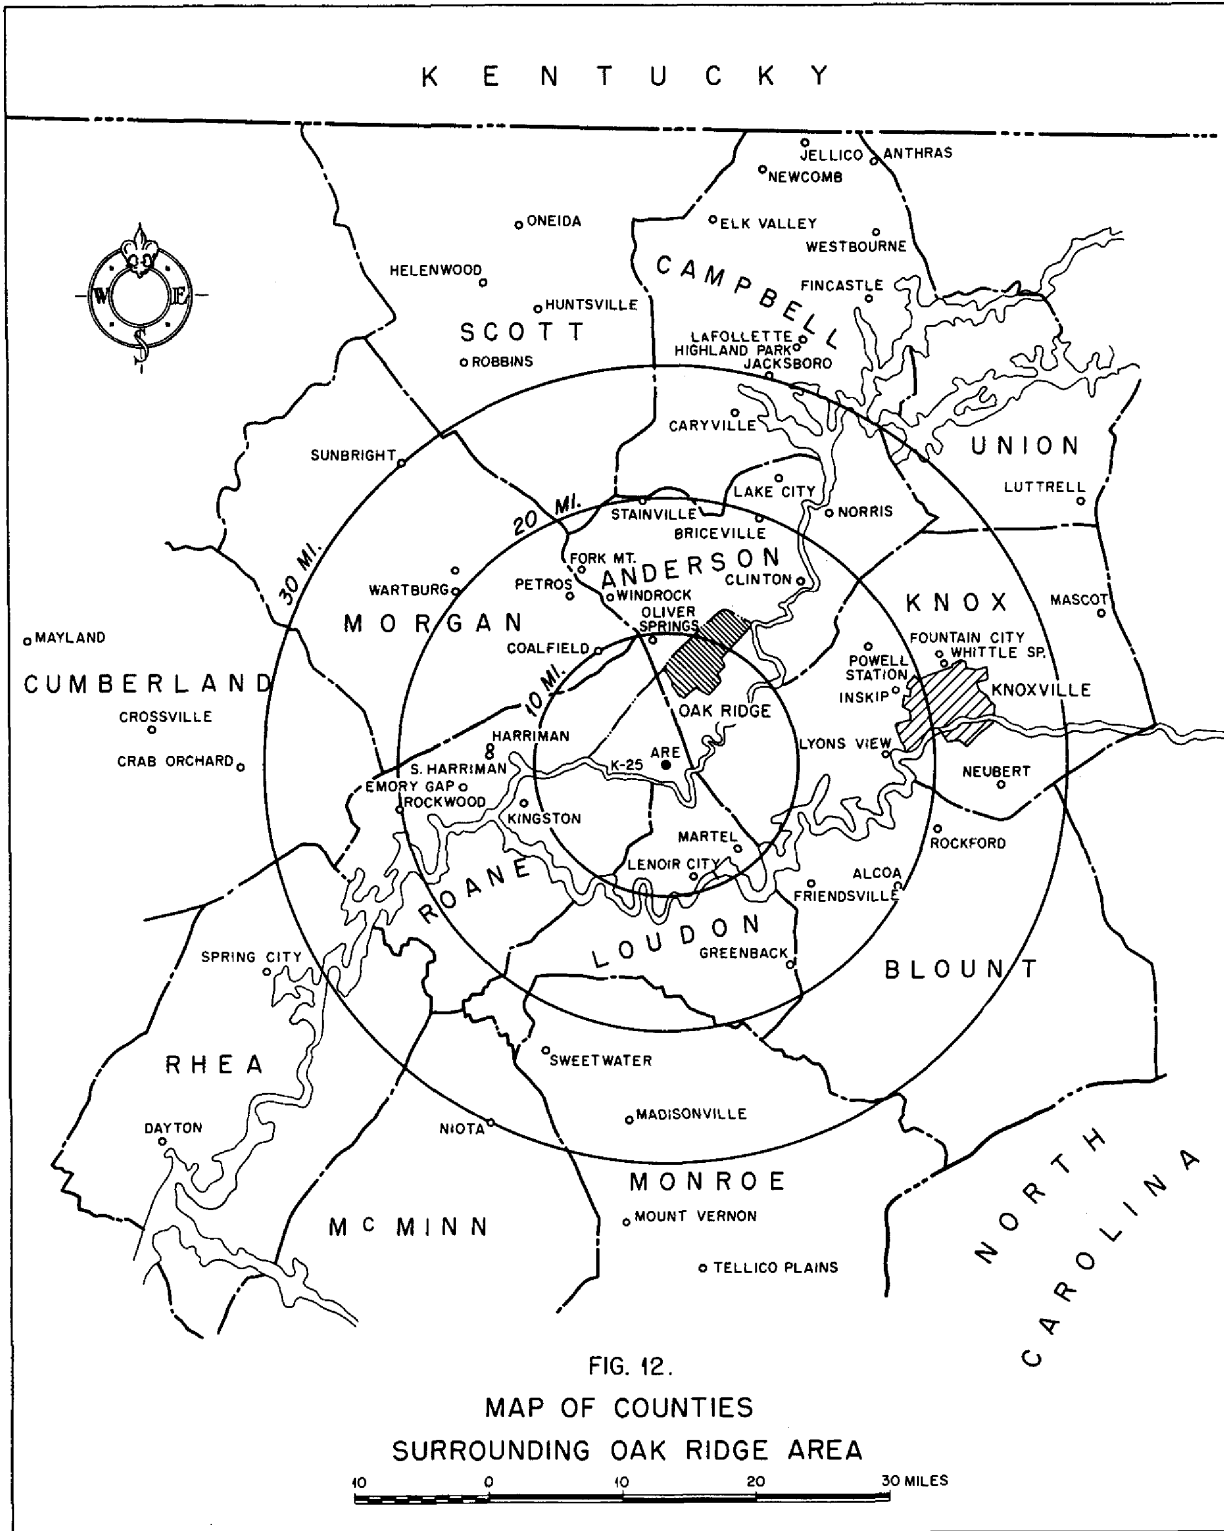 KENTUCKY
JELLICO
ANTHRAS
NEWCOMB
ONEIDA
ELK VALLEY
WESTBOURNE
HELENWOOD
CAMPBELL
FINCASTLE
W E
S
HUNTSVILLE
SCOTT
LAFOLLETTE
HIGHLAND PARK
JACKSBORO
ROBBINS
CARYVILLE
SUNBRIGHT
UNION
LAKE CITY
LUTTRELL
20 MI.
STAINVILLE
NORRIS
BRICEVILLE
30 MI.
FORK MT.
ANDERSON
WARTBURG
PETROS
WINDROCK
CLINTON
MORGAN
OLIVER
SPRINGS
KNOX
MASCOT
MAYLAND
COALFIELD
FOUNTAIN CITY
WHITTLE SP.
POWELL
STATION
CUMBERLAND
10 MI.
INSKIP
KNOXVILLE
CROSSVILLE
OAK RIDGE
HARRIMAN
LYONS VIEW
CRAB ORCHARD
S. HARRIMAN
K-25
ARE
NEUBERT
EMORY GAP
ROCKWOOD
KINGSTON
MARTEL
ROCKFORD
LENOIR CITY
ALCOA
FRIENDSVILLE
ROANE
LOUDON
GREENBACK
SPRING CITY
BLOUNT
RHEA
SWEETWATER
DAYTON
NIOTA
MADISONVILLE
MONROE
NORTH
CAROLINA
MCMINN
MOUNT VERNON
TELLICO PLAINS
FIG. 12.
MAP OF COUNTIES
SURROUNDING OAK RIDGE AREA
10 0 10 20 30 MILES